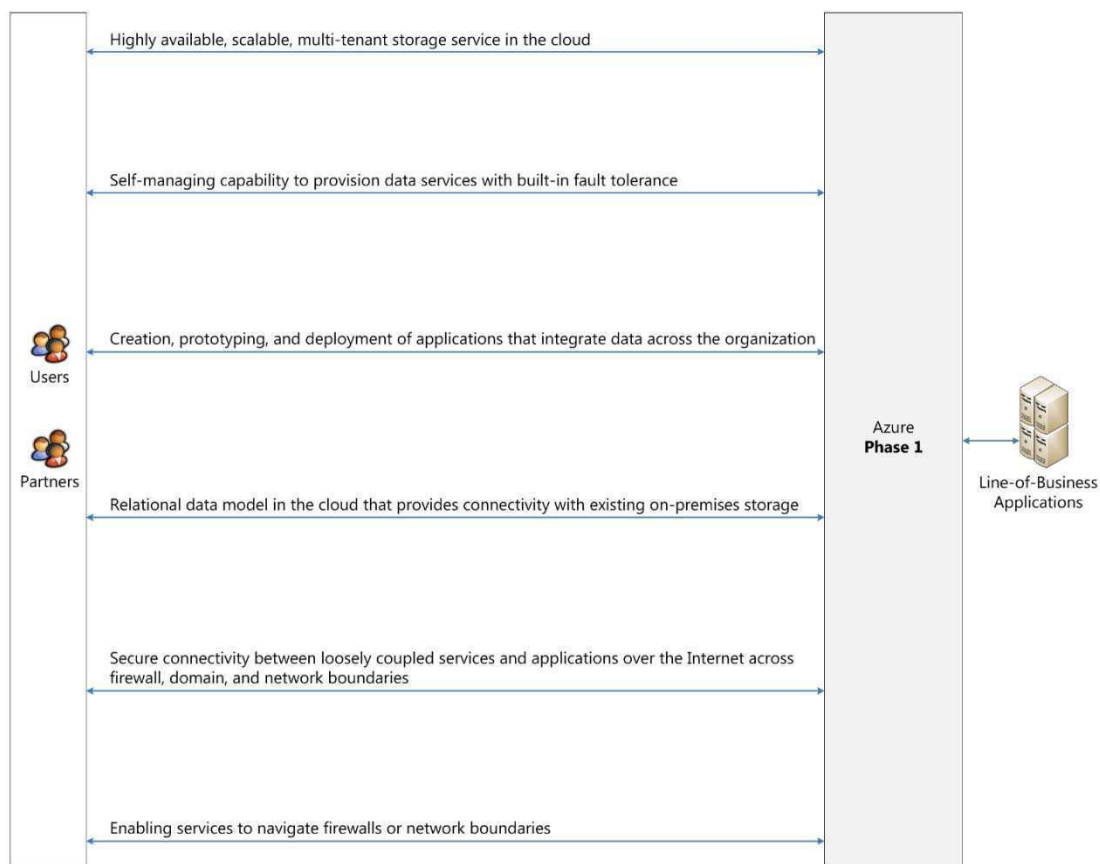 Highly available, scalable, multi-tenant storage service in the cloud
Self-managing capability to provision data services with built-in fault tolerance
Creation, prototyping, and deployment of applications that integrate data across the organization
Users
Partners
Azure
Phase 1
Line-of-Business
Applications
Relational data model in the cloud that provides connectivity with existing on-premises storage
Secure connectivity between loosely coupled services and applications over the Internet across
firewall, domain, and network boundaries
Enabling services to navigate firewalls or network boundaries